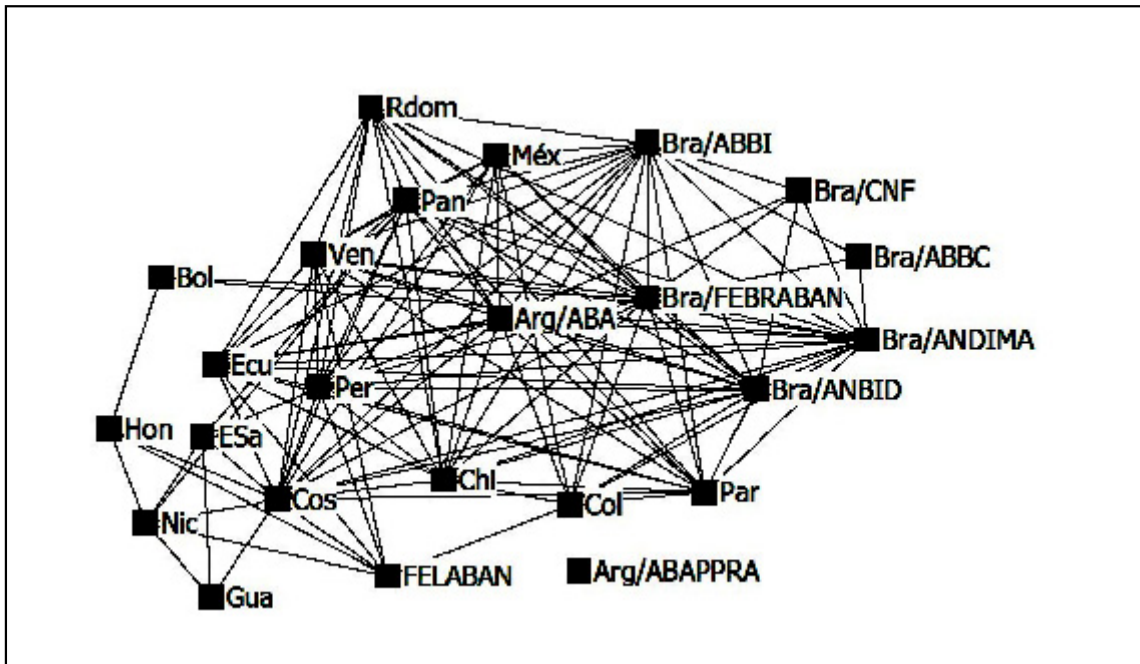 Rdom
Bra/ABBI
Méx
Bra/CNF
Pan
Ven
Bra/ABBC
Bol
Bra/FEBRABAN
Arg/ABA
Bra/ANDIMA
Ecu
Per
Bra/ANBID
Hon
ESa
Chl
Par
Cos
Col
Nic
Arg/ABAPPRA
FELABAN
Gua